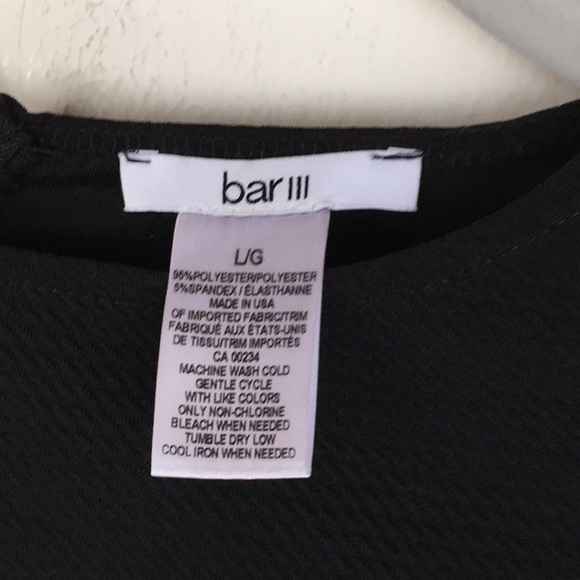 bar III
L/G
95%POLYESTER/POLYESTER
5%SPANDEX / ÉLASTHANNE
MADE IN USA
OF IMPORTED FABRIC/TRIM
FABRIQUÉ AUX ÉTATS-UNIS
DE TISSU/TRIM IMPORTÉS
CA 00234
MACHINE WASH COLD
GENTLE CYCLE
WITH LIKE COLORS
ONLY NON-CHLORINE
BLEACH WHEN NEEDED
TUMBLE DRY LOW
COOL IRON WHEN NEEDED